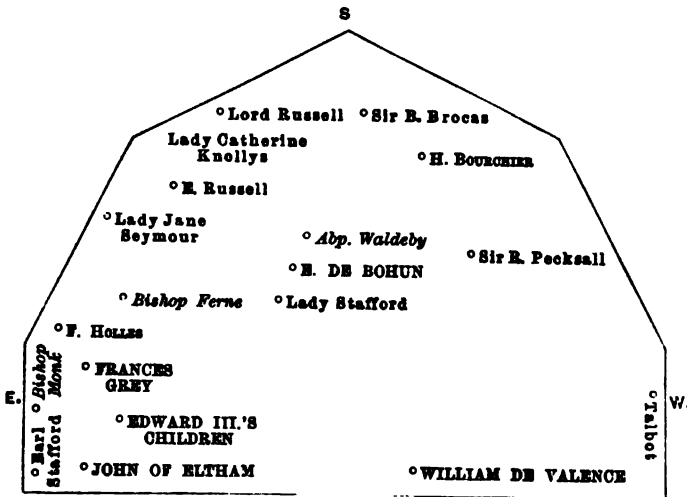 S
Lord Russell
Sir B. Brocas
Lady Catherine
Knollys
H. BOURCHIER
E. Russell
Lady Jane
Seymour
Abp. Waldeby
E. DE BOHUN
Sir R. Pecksall
Bishop Ferne
Lady Stafford
F. HOLLES
Bishop
Monk
FRANCES
GREY
E.
W.
Talbot
Earl
Stafford
EDWARD III.'S
CHILDREN
JOHN OF ELTHAM
WILLIAM DE VALENCE